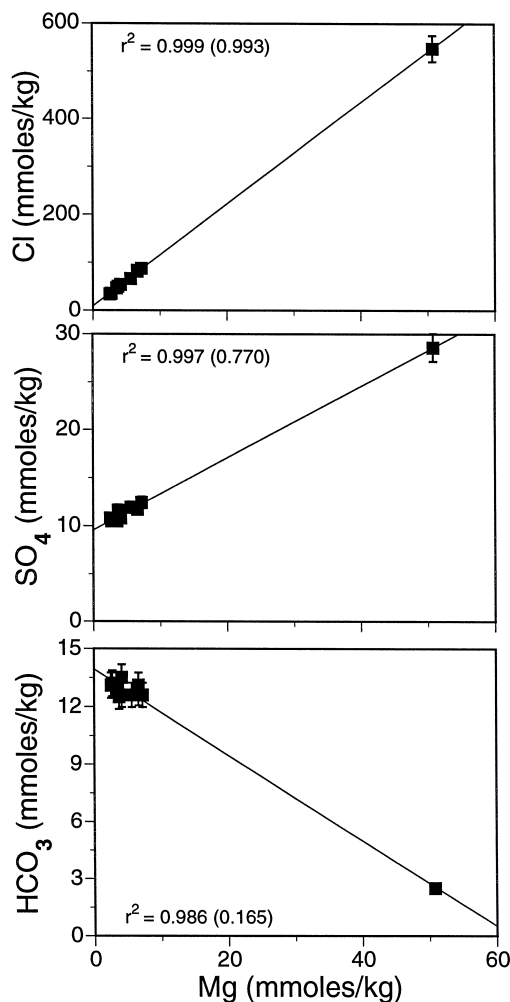 600
400
200
0
Cl (mmoles/kg)
r² = 0.999 (0.993)
30
20
10
0
SO₄ (mmoles/kg)
r² = 0.997 (0.770)
15
12
9
6
3
0
HCO₃ (mmoles/kg)
r² = 0.986 (0.165)
0 20 40 60
Mg (mmoles/kg)